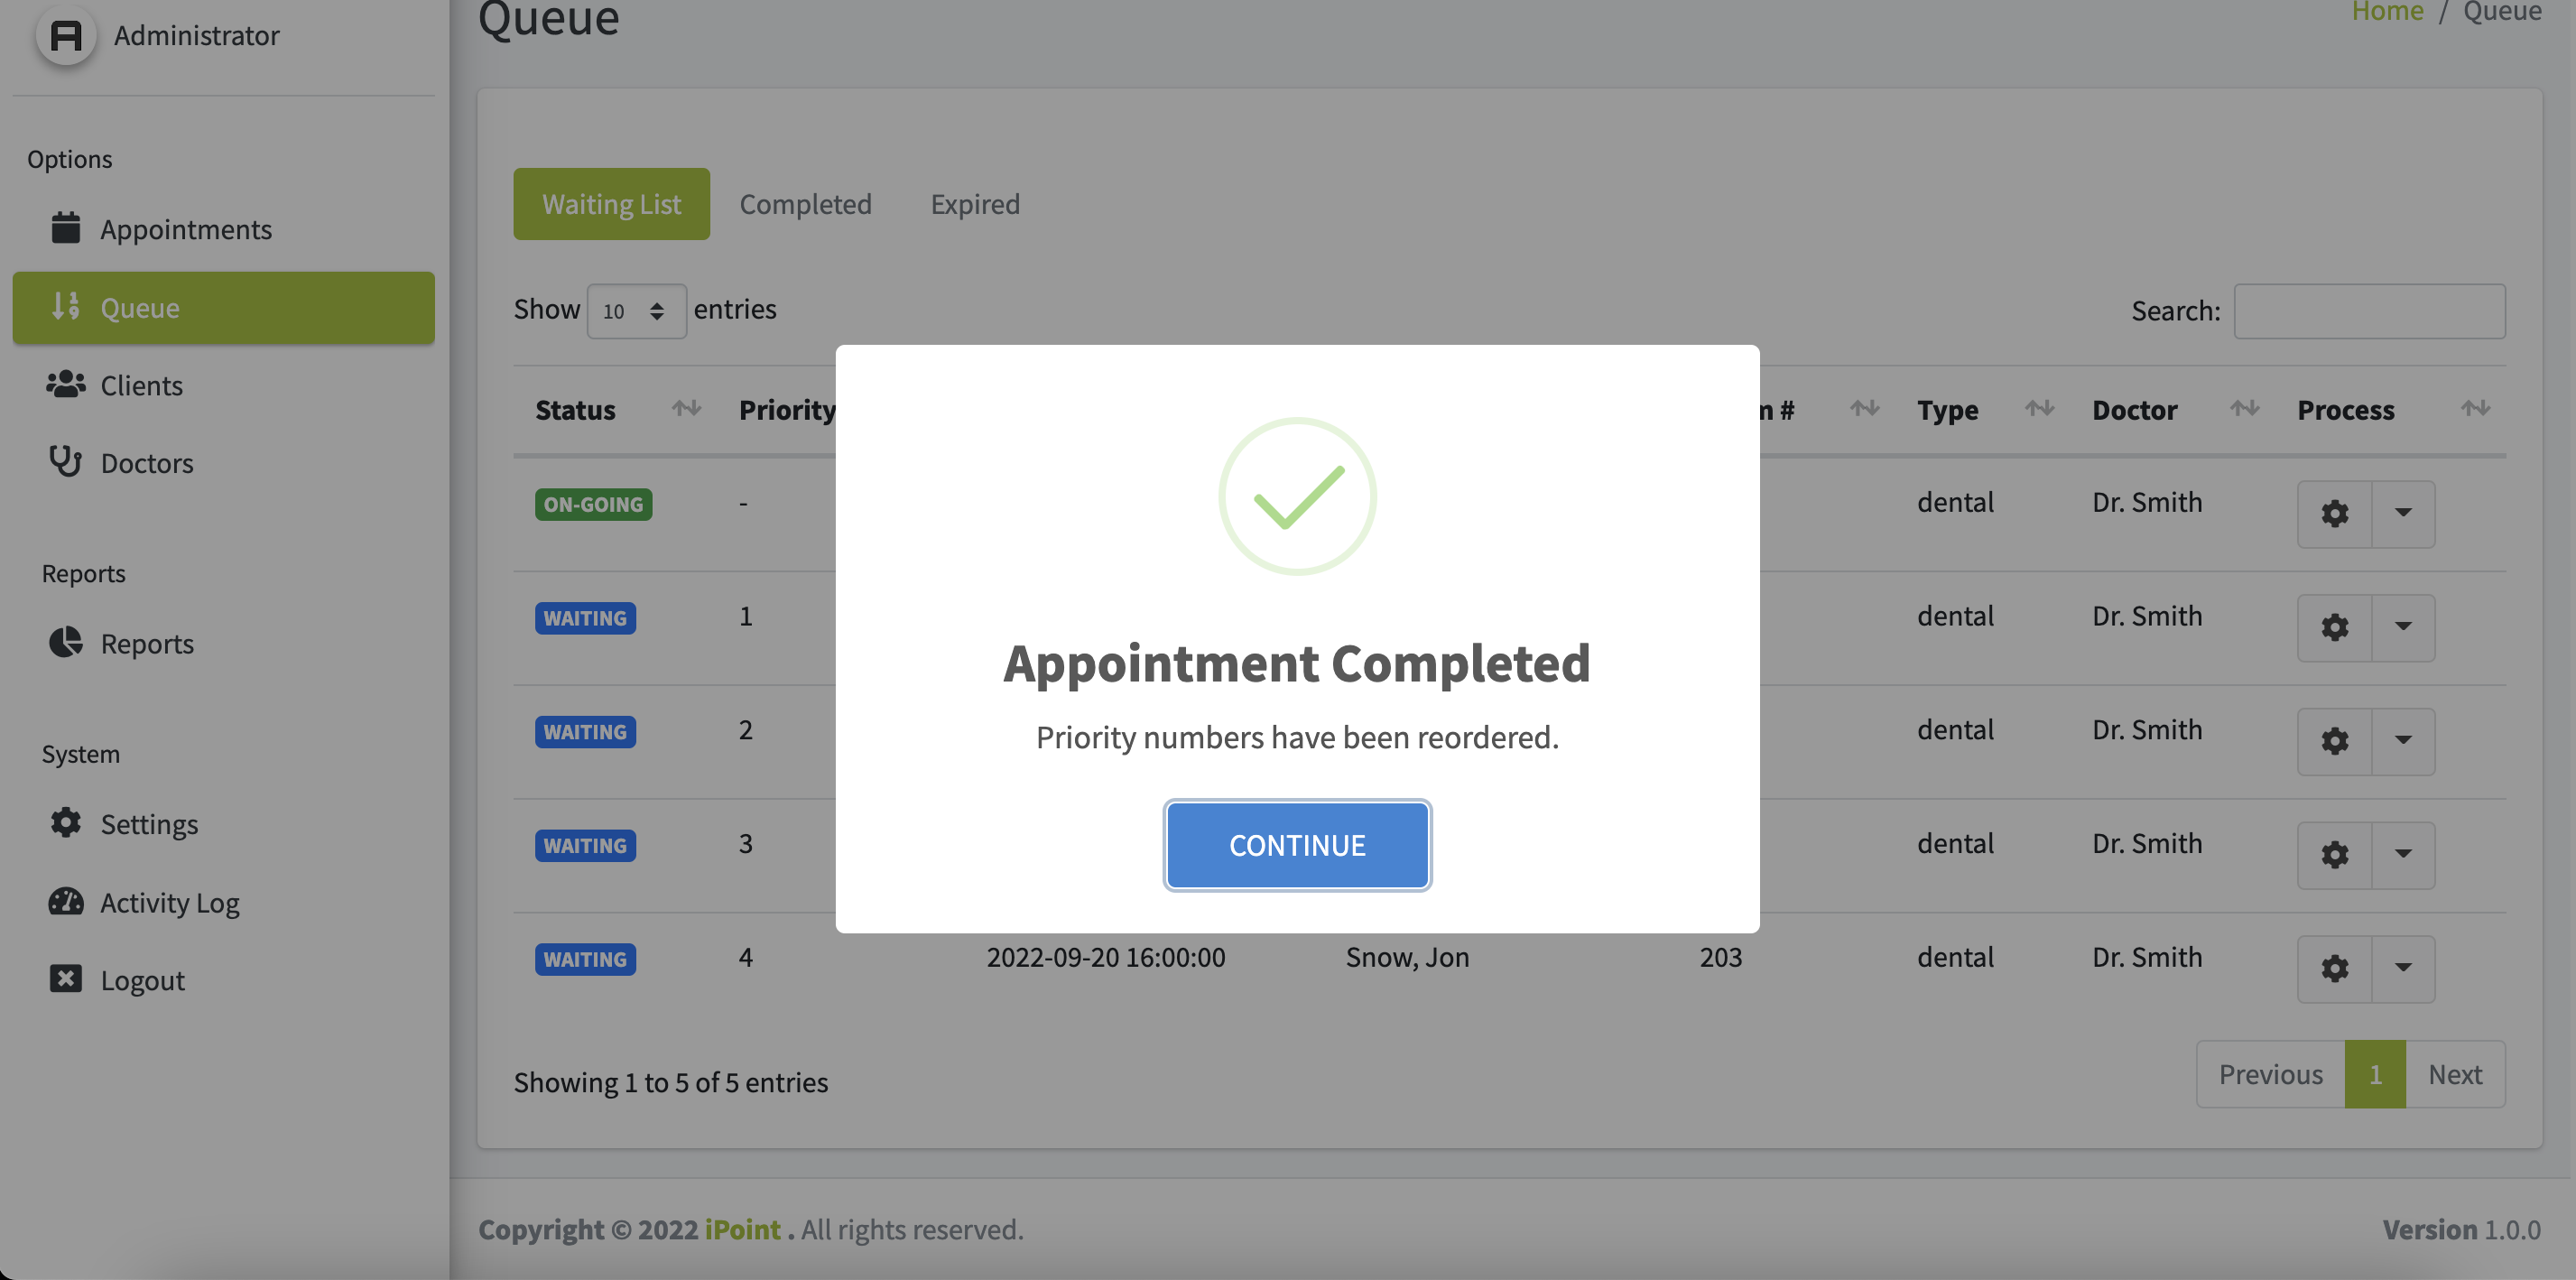 Queue
Home / Queue
Administrator
Options
Appointments
Queue
Clients
Doctors
Reports
Reports
System
Settings
Activity Log
Logout
Waiting List Completed Expired
Show 10 entries
Search:
Status Priority m # Type Doctor Process
ON-GOING - dental Dr. Smith
WAITING 1 dental Dr. Smith
WAITING 2 dental Dr. Smith
WAITING 3 dental Dr. Smith
WAITING 4 2022-09-20 16:00:00 Snow, Jon 203 dental Dr. Smith
Appointment Completed
Priority numbers have been reordered.
CONTINUE
Showing 1 to 5 of 5 entries
Previous 1 Next
Copyright © 2022 iPoint . All rights reserved.
Version 1.0.0